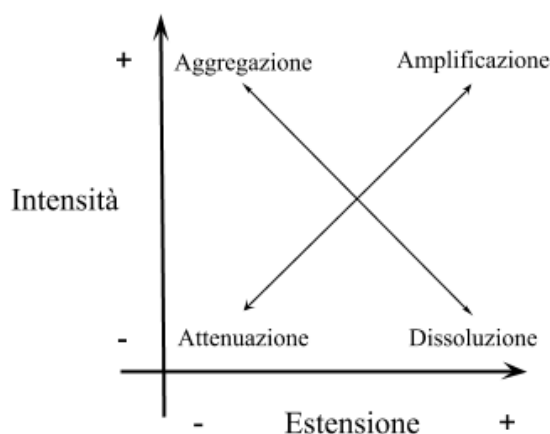 + Aggregazione Amplificazione
Intensità
- Attenuazione Dissoluzione
- Estensione +